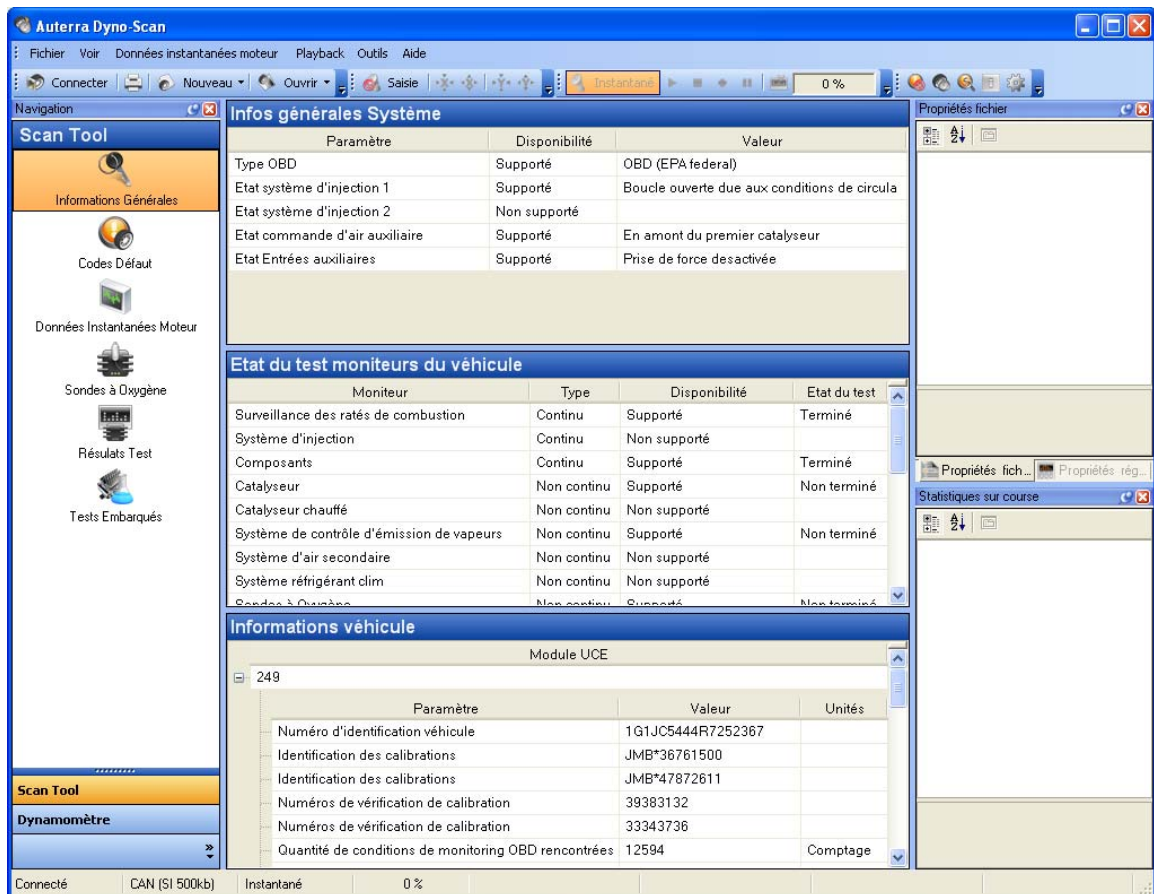 Auterra Dyno-Scan
Fichier Voir Données instantanées moteur Playback Outils Aide
Connecter Nouveau Ouvrir Saisie Instantané 0 %
Navigation
Scan Tool
Informations Générales
Codes Défaut
Données Instantanées Moteur
Sondes à Oxygène
Résulats Test
Tests Embarqués
Scan Tool
Dynamomètre
Infos générales Système
Paramètre Disponibilité Valeur
Type OBD Supporté OBD (EPA federal)
Etat système d'injection 1 Supporté Boucle ouverte due aux conditions de circula
Etat système d'injection 2 Non supporté
Etat commande d'air auxiliaire Supporté En amont du premier catalyseur
Etat Entrées auxiliaires Supporté Prise de force desactivée
Etat du test moniteurs du véhicule
Moniteur Type Disponibilité Etat du test
Surveillance des ratés de combustion Continu Supporté Terminé
Système d'injection Continu Non supporté
Composants Continu Supporté Terminé
Catalyseur Non continu Supporté Non terminé
Catalyseur chauffé Non continu Non supporté
Système de contrôle d'émission de vapeurs Non continu Supporté Non terminé
Système d'air secondaire Non continu Non supporté
Système réfrigérant clim Non continu Non supporté
Sondes à Oxygène Non continu Supporté Non terminé
Informations véhicule
Module UCE
249
Paramètre Valeur Unités
Numéro d'identification véhicule 1G1JC5444R7252367
Identification des calibrations JMB*36761500
Identification des calibrations JMB*47872611
Numéros de vérification de calibration 39383132
Numéros de vérification de calibration 33343736
Quantité de conditions de monitoring OBD rencontrées 12594 Comptage
Propriétés fichier
Propriétés fich... Propriétés rég...
Statistiques sur course
Connecté CAN (SI 500kb) Instantané 0 %